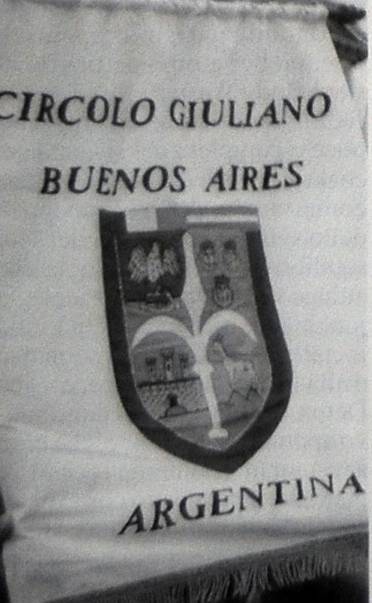 CIRCOLO GIULIANO
BUENOS AIRES
ARGENTINA